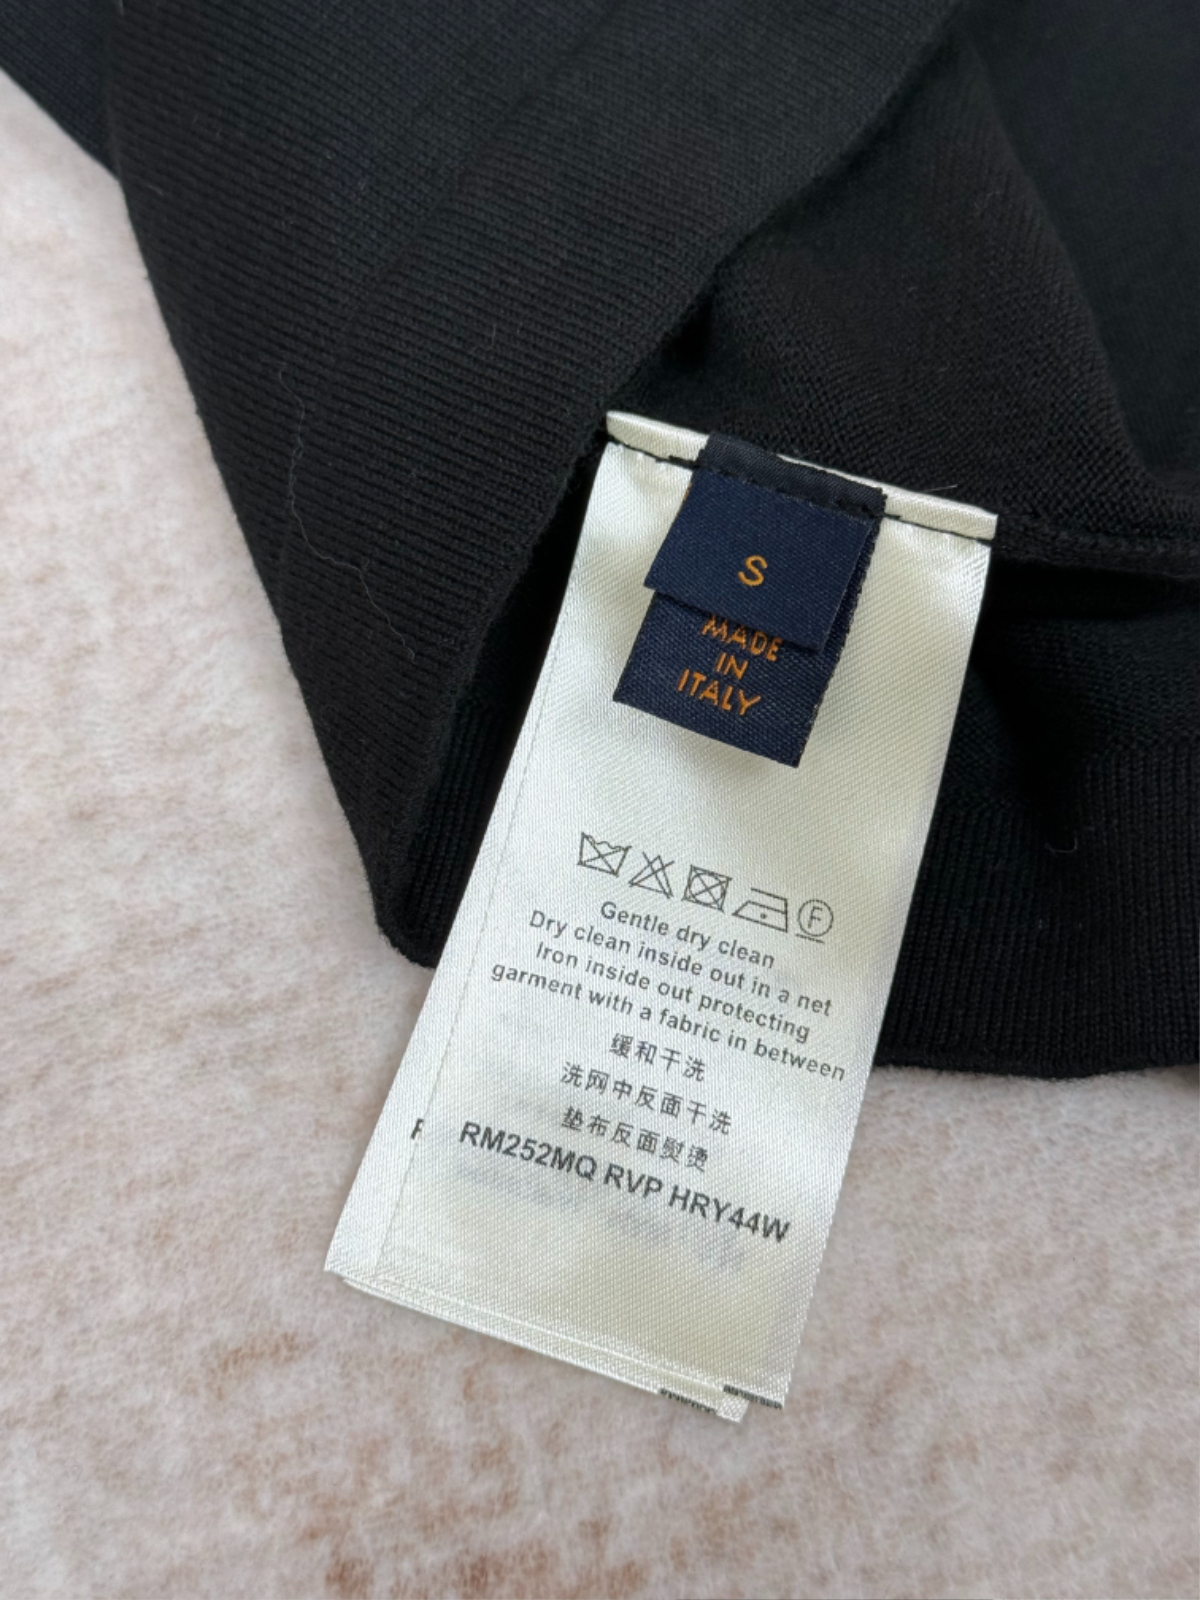 S
MADE
IN
ITALY
F
Gentle dry clean
Dry clean inside out in a net
Iron inside out protecting
garment with a fabric in between
缓和干洗
洗网中反面干洗
垫布反面熨烫
RM252MQ RVP HRY44W